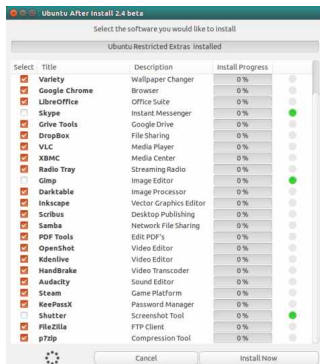 Ubuntu After Install 2.4 beta
Select the software you would like to install
Ubuntu Restricted Extras installed
Select Title Description Install Progress
Variety Wallpaper Changer 0 %
Google Chrome Browser 0 %
LibreOffice Office Suite 0 %
Skype Instant Messenger 0 %
Grive Tools Google Drive 0 %
DropBox File Sharing 0 %
VLC Media Player 0 %
XBMC Media Center 0 %
Radio Tray Streaming Radio 0 %
Gimp Image Editor 0 %
Darktable Image Processor 0 %
Inkscape Vector Graphics Editor 0 %
Scribus Desktop Publishing 0 %
Samba Network File Sharing 0 %
PDF Tools Edit PDF's 0 %
OpenShot Video Editor 0 %
Kdenlive Video Editor 0 %
HandBrake Video Transcoder 0 %
Audacity Sound Editor 0 %
Steam Game Platform 0 %
KeePassX Password Manager 0 %
Shutter Screenshot Tool 0 %
FileZilla FTP Client 0 %
p7zip Compression Tool 0 %
Cancel Install Now